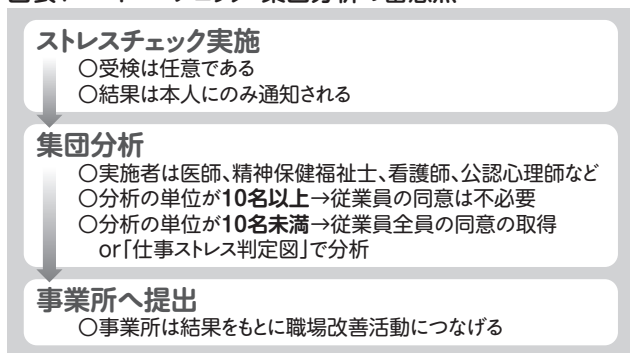 ストレスチェック実施
○受検は任意である
○結果は本人にのみ通知される
集団分析
○実施者は医師、精神保健福祉士、看護師、公認心理師など
○分析の単位が10名以上→従業員の同意は不必要
○分析の単位が10名未満→従業員全員の同意の取得
or「仕事ストレス判定図」で分析
事業所へ提出
○事業所は結果をもとに職場改善活動につなげる